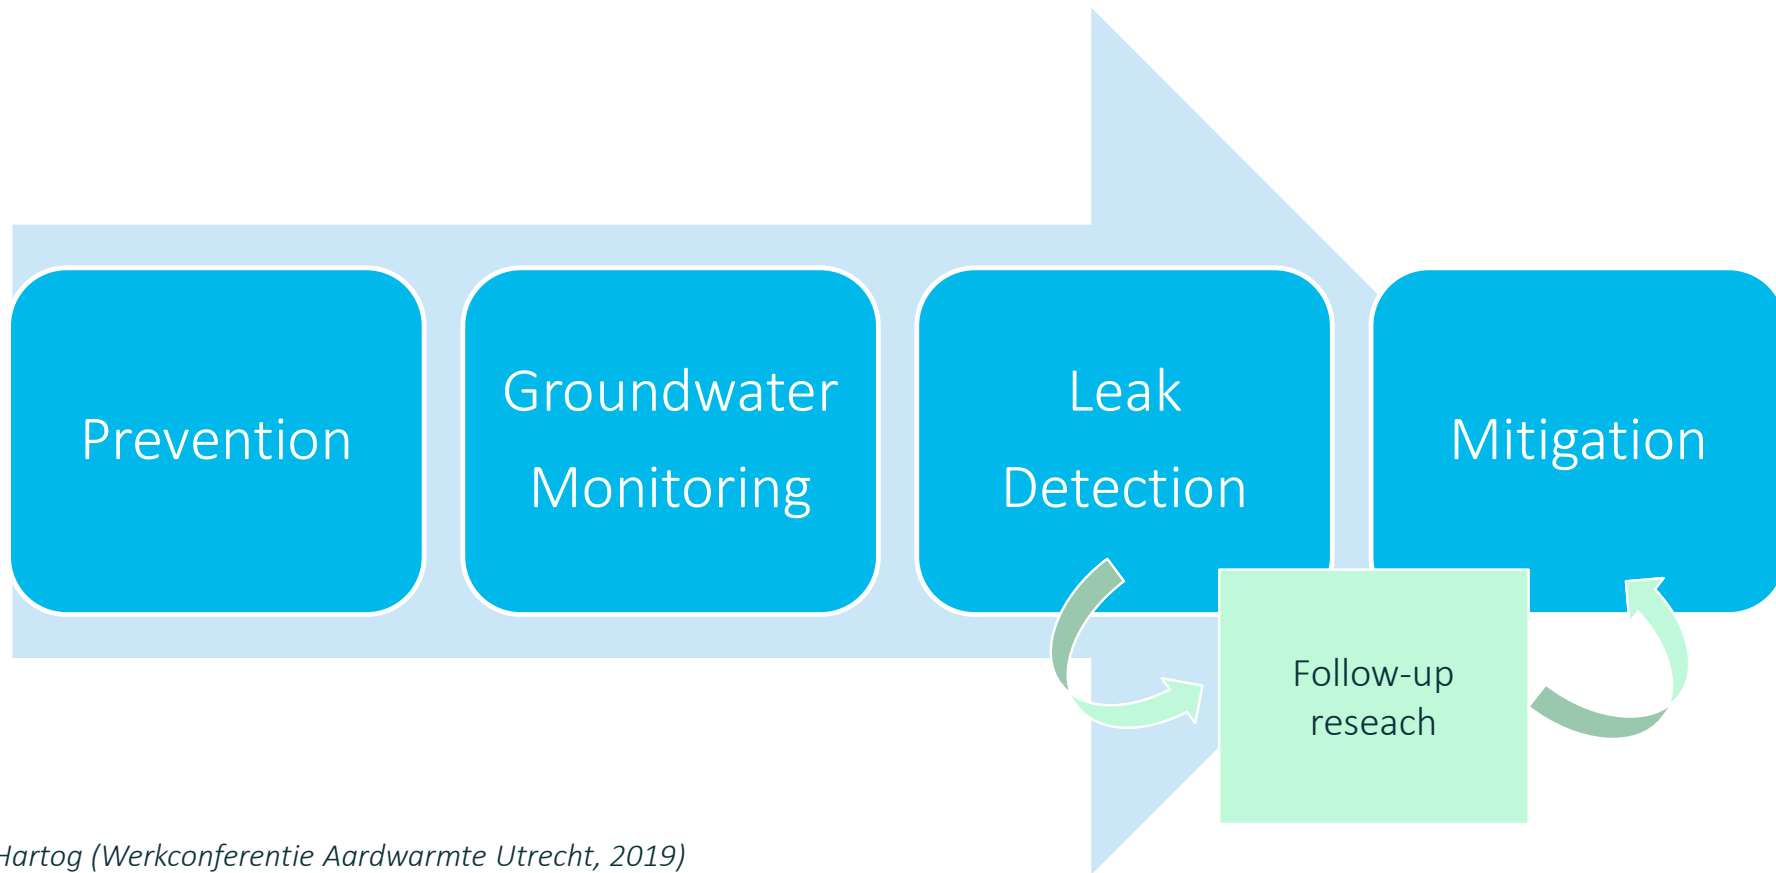 Prevention
Groundwater
Monitoring
Leak
Detection
Mitigation
Follow-up
reseach
Hartog (Werkconferentie Aardwarmte Utrecht, 2019)